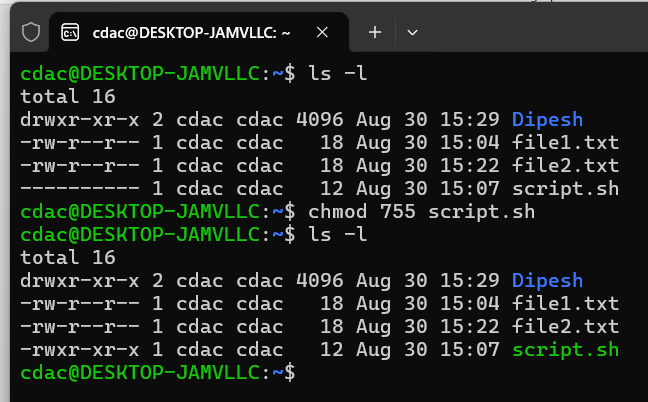 cdac@DESKTOP-JAMVLLC: ~
cdac@DESKTOP-JAMVLLC:~$ ls -l
total 16
drwxr-xr-x 2 cdac cdac 4096 Aug 30 15:29 Dipesh
-rw-r--r-- 1 cdac cdac   18 Aug 30 15:04 file1.txt
-rw-r--r-- 1 cdac cdac   18 Aug 30 15:22 file2.txt
---------- 1 cdac cdac   12 Aug 30 15:07 script.sh
cdac@DESKTOP-JAMVLLC:~$ chmod 755 script.sh
cdac@DESKTOP-JAMVLLC:~$ ls -l
total 16
drwxr-xr-x 2 cdac cdac 4096 Aug 30 15:29 Dipesh
-rw-r--r-- 1 cdac cdac   18 Aug 30 15:04 file1.txt
-rw-r--r-- 1 cdac cdac   18 Aug 30 15:22 file2.txt
-rwxr-xr-x 1 cdac cdac   12 Aug 30 15:07 script.sh
cdac@DESKTOP-JAMVLLC:~$